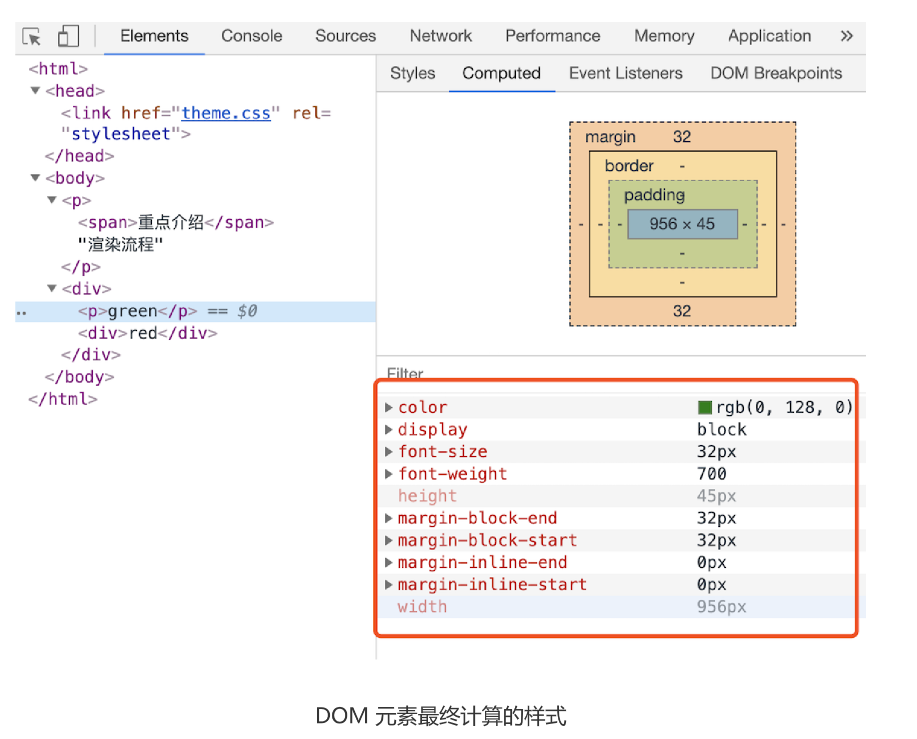 Elements Console Sources Network Performance Memory Application »
<html>
<head>
<link href="theme.css" rel=
"stylesheet">
</head>
<body>
<p>
<span>重点介绍</span>
"渲染流程"
</p>
<div>
<p>green</p> == $0
<div>red</div>
</div>
</body>
</html>
Styles Computed Event Listeners DOM Breakpoints
margin 32
border -
padding
- - - 956 × 45 - - -
-
-
32
Filter
color rgb(0, 128, 0)
display block
font-size 32px
font-weight 700
height 45px
margin-block-end 32px
margin-block-start 32px
margin-inline-end 0px
margin-inline-start 0px
width 956px
DOM 元素最终计算的样式